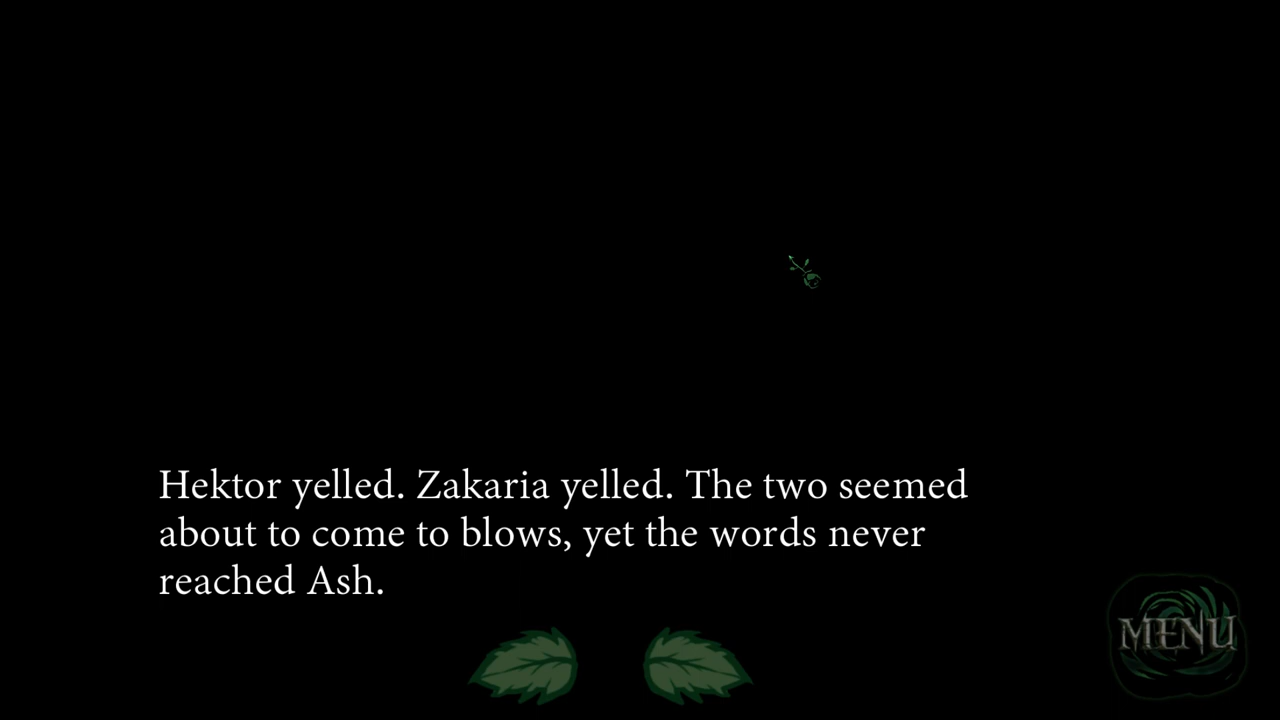 Hektor yelled. Zakaria yelled. The two seemed
about to come to blows, yet the words never
reached Ash.
MENU